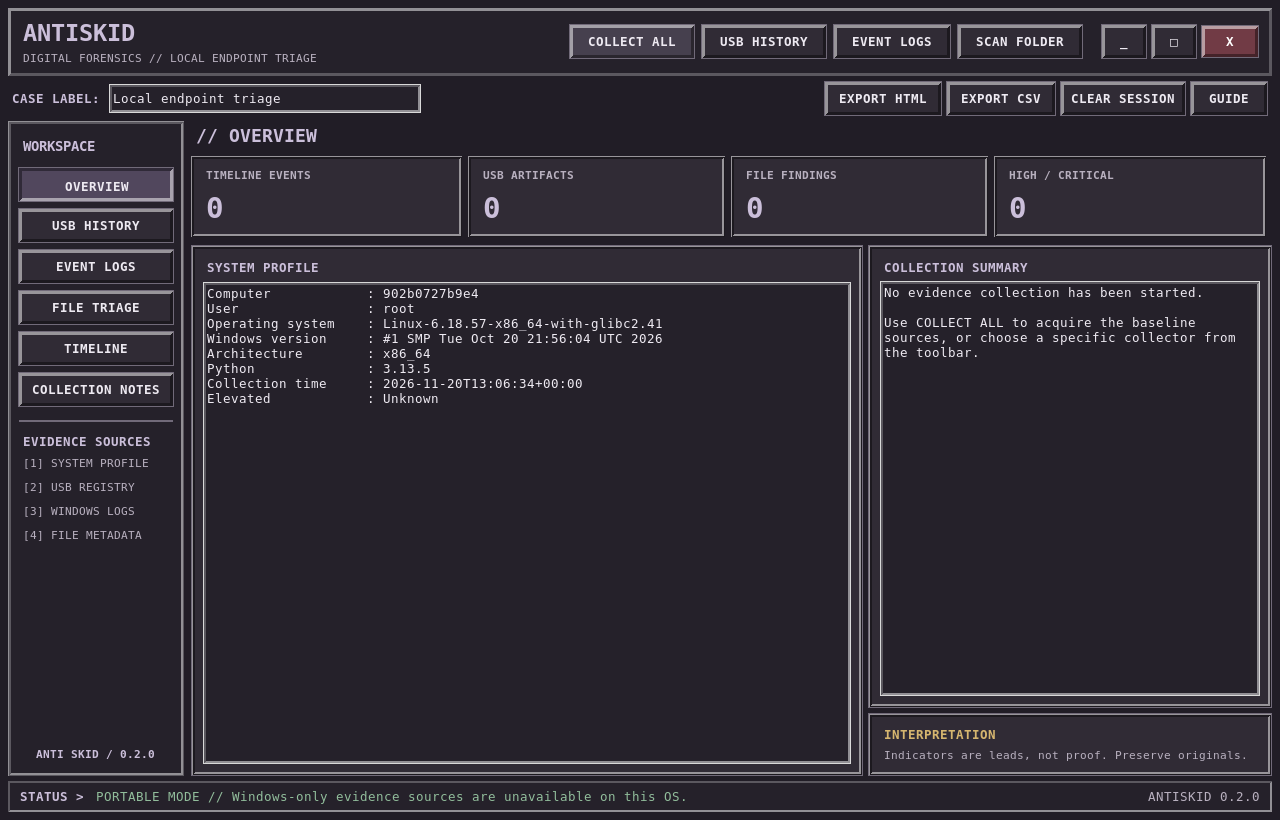 ANTISKID
DIGITAL FORENSICS // LOCAL ENDPOINT TRIAGE
COLLECT ALL
USB HISTORY
EVENT LOGS
SCAN FOLDER
_
□
X
CASE LABEL:
Local endpoint triage
EXPORT HTML
EXPORT CSV
CLEAR SESSION
GUIDE
WORKSPACE
OVERVIEW
USB HISTORY
EVENT LOGS
FILE TRIAGE
TIMELINE
COLLECTION NOTES
EVIDENCE SOURCES
[1] SYSTEM PROFILE
[2] USB REGISTRY
[3] WINDOWS LOGS
[4] FILE METADATA
ANTI SKID / 0.2.0
// OVERVIEW
TIMELINE EVENTS
0
USB ARTIFACTS
0
FILE FINDINGS
0
HIGH / CRITICAL
0
SYSTEM PROFILE
Computer : 902b0727b9e4
User : root
Operating system : Linux-6.18.57-x86_64-with-glibc2.41
Windows version : #1 SMP Tue Oct 20 21:56:04 UTC 2026
Architecture : x86_64
Python : 3.13.5
Collection time : 2026-11-20T13:06:34+00:00
Elevated : Unknown
COLLECTION SUMMARY
No evidence collection has been started.
Use COLLECT ALL to acquire the baseline
sources, or choose a specific collector from
the toolbar.
INTERPRETATION
Indicators are leads, not proof. Preserve originals.
STATUS > PORTABLE MODE // Windows-only evidence sources are unavailable on this OS.
ANTISKID 0.2.0